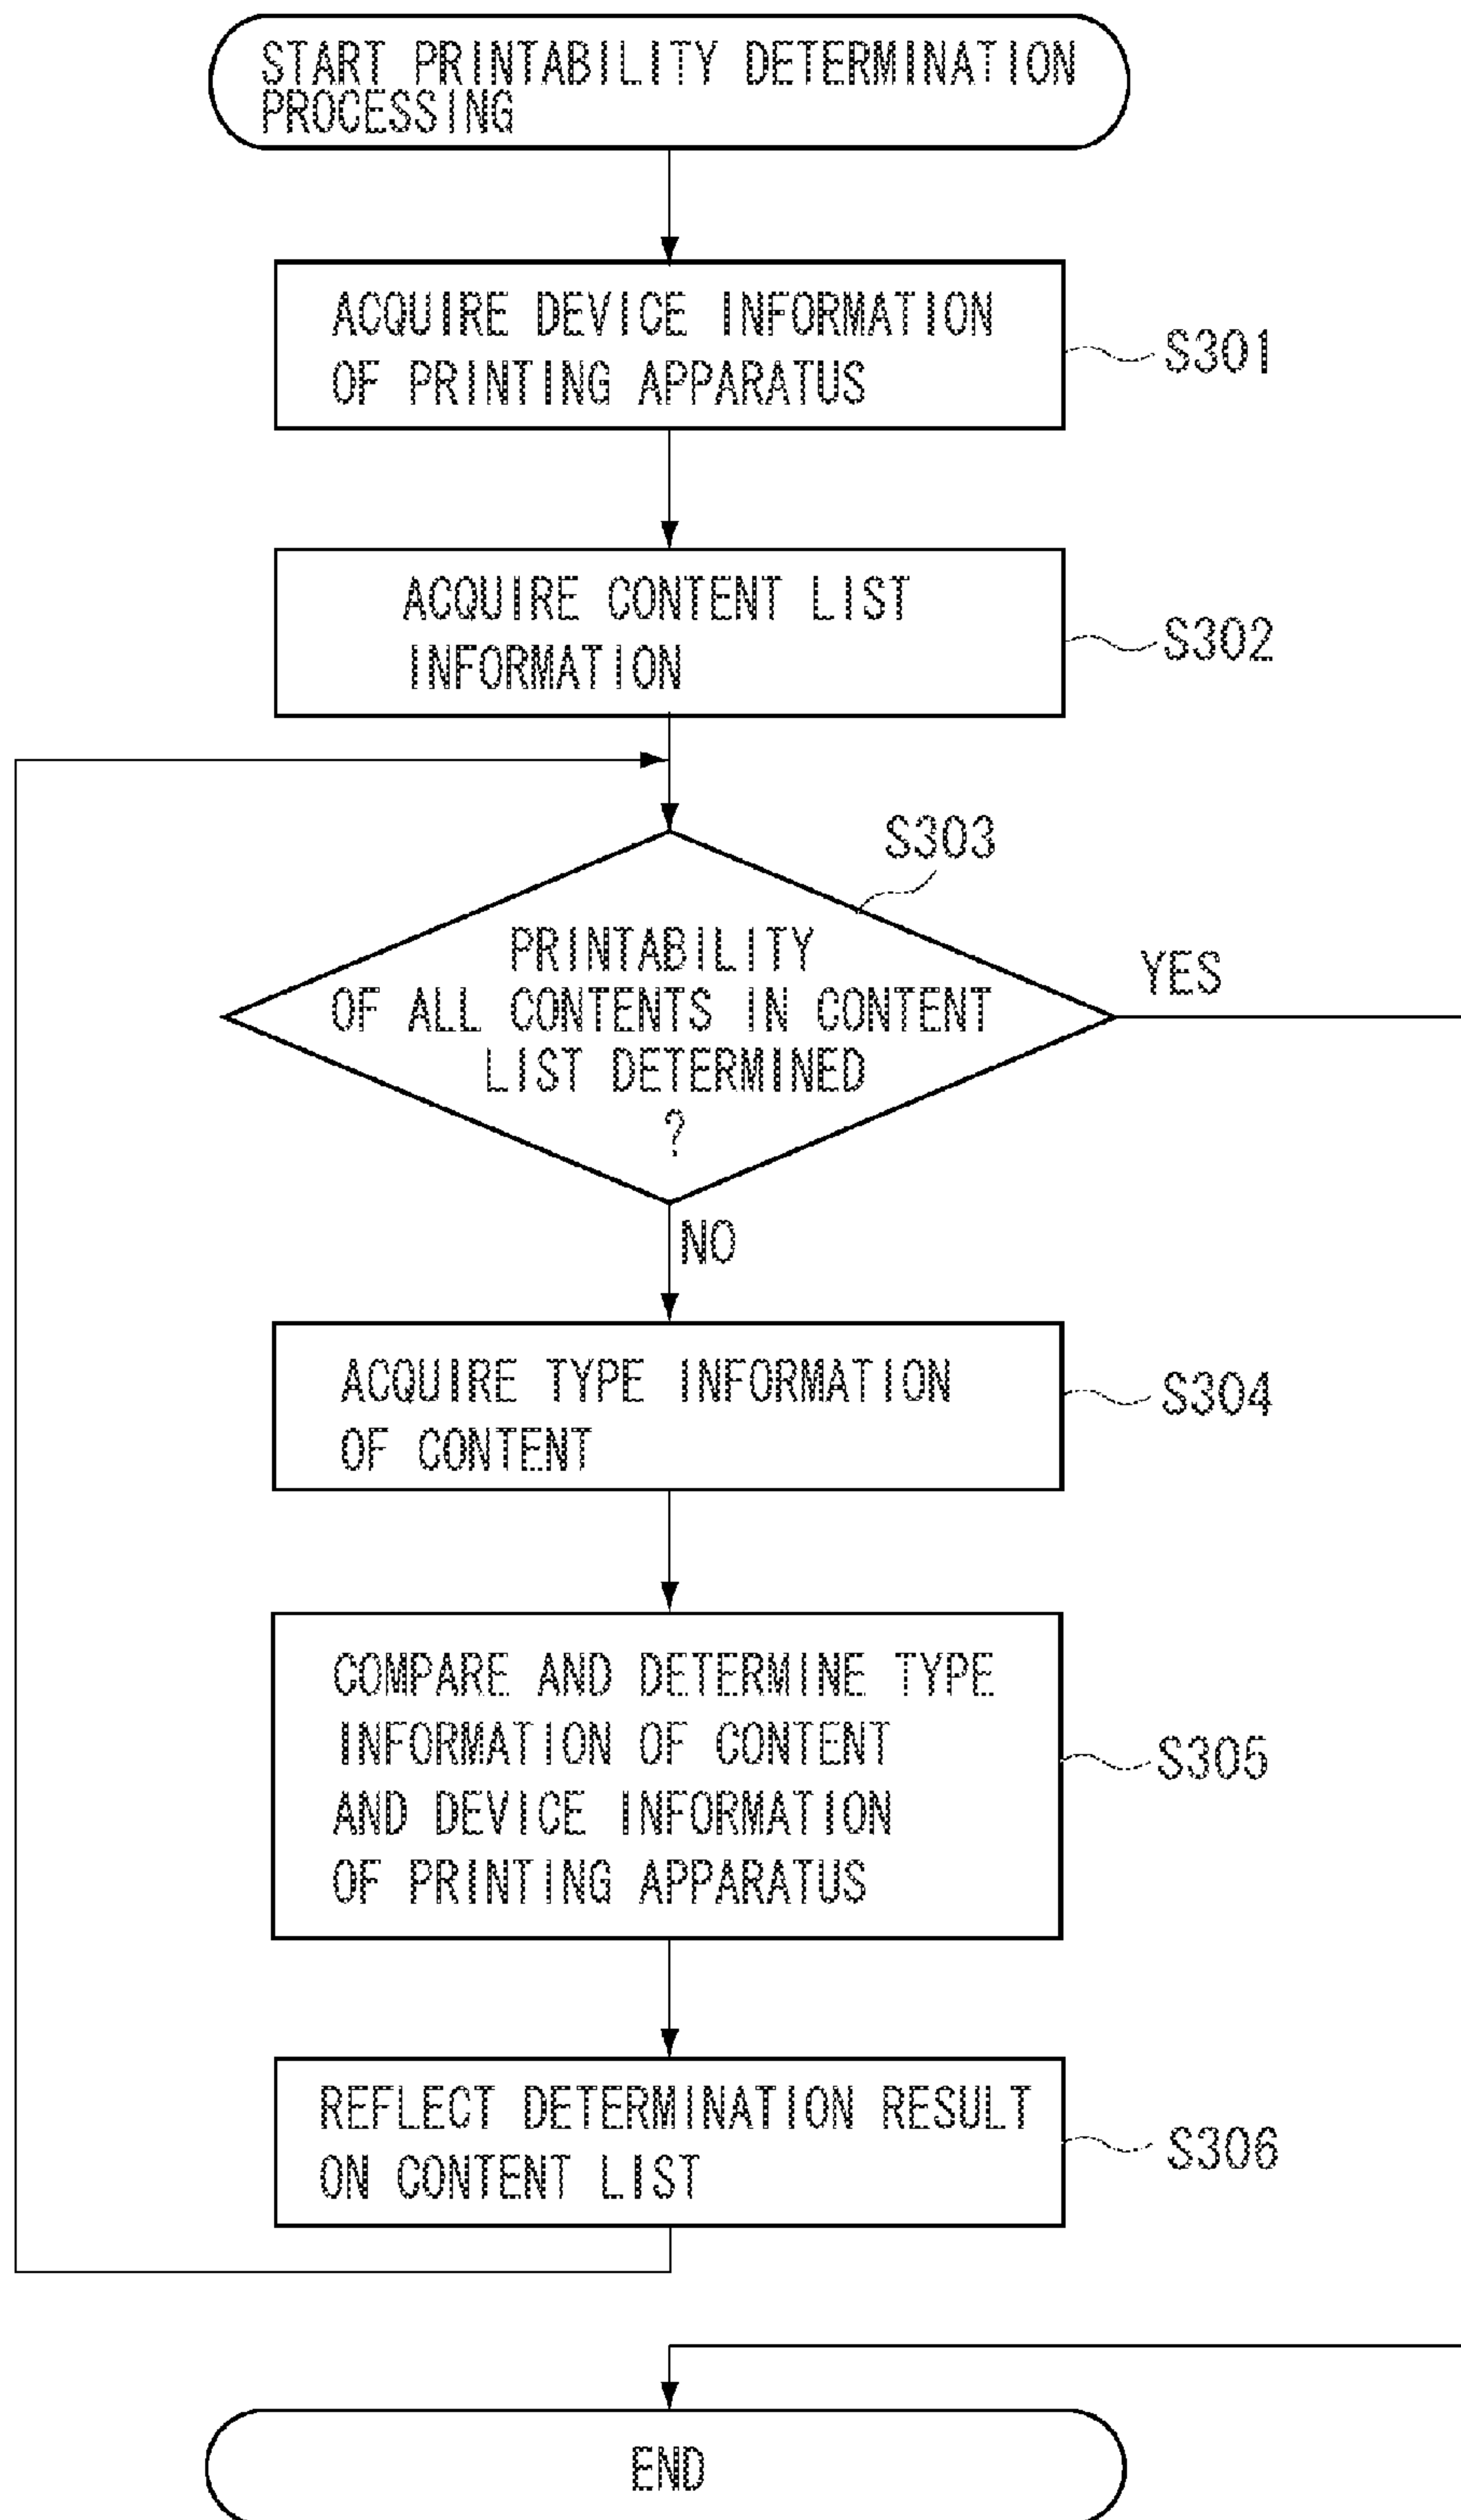 START PRINTABILITY DETERMINATION
PROCESSING
ACQUIRE DEVICE INFORMATION
OF PRINTING APPARATUS
S301
ACQUIRE CONTENT LIST
INFORMATION
S302
S303
PRINTABILITY
OF ALL CONTENTS IN CONTENT
LIST DETERMINED
?
YES
NO
ACQUIRE TYPE INFORMATION
OF CONTENT
S304
COMPARE AND DETERMINE TYPE
INFORMATION OF CONTENT
AND DEVICE INFORMATION
OF PRINTING APPARATUS
S305
REFLECT DETERMINATION RESULT
ON CONTENT LIST
S306
END